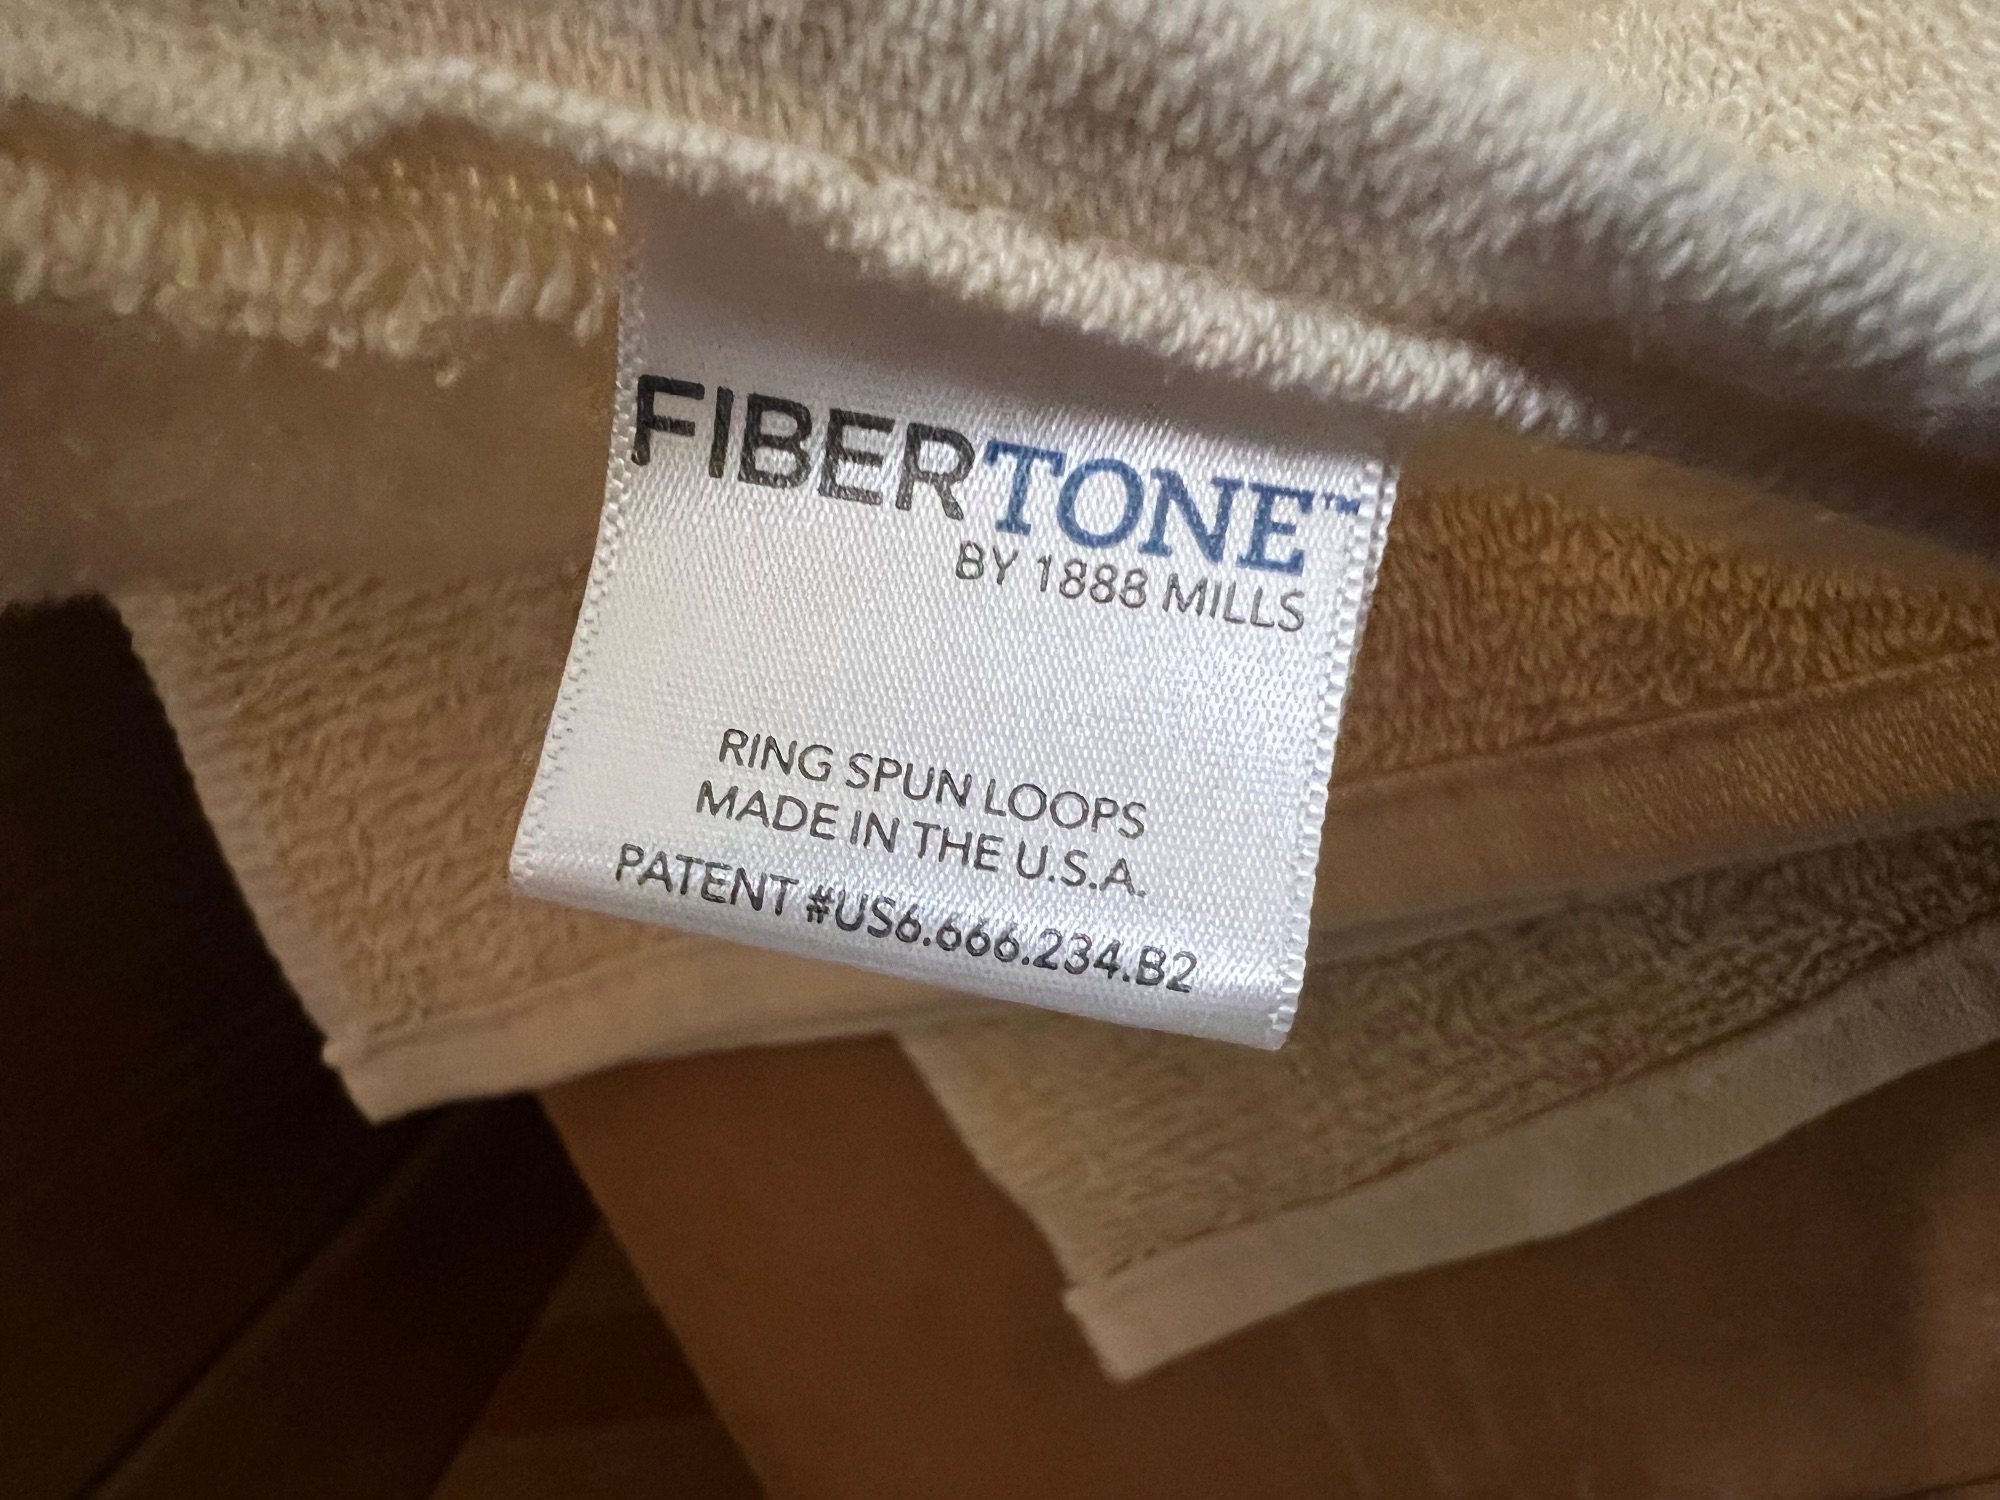 FIBERTONE™
BY 1888 MILLS
RING SPUN LOOPS
MADE IN THE U.S.A.
PATENT #US6.666.234.B2